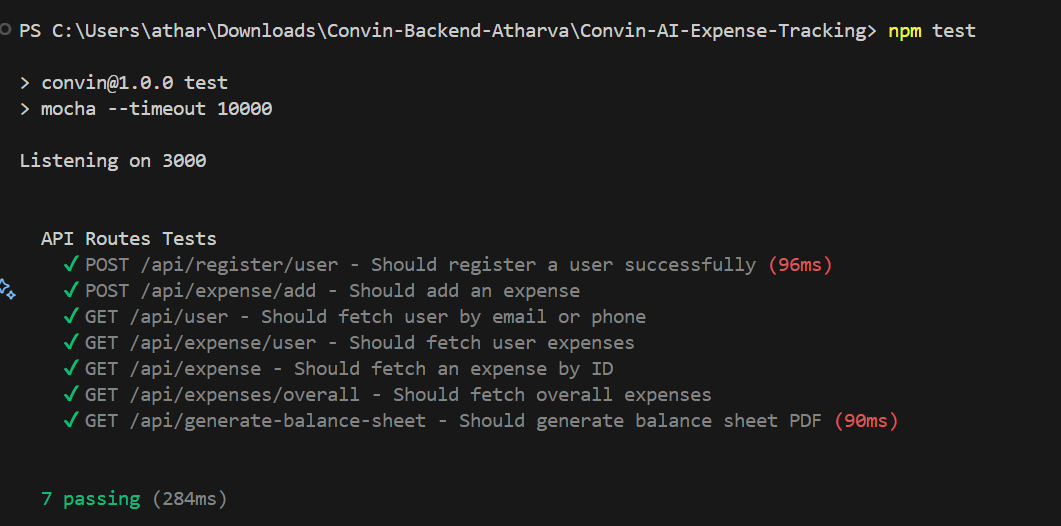 PS C:\Users\athar\Downloads\Convin-Backend-Atharva\Convin-AI-Expense-Tracking> npm test
> convin@1.0.0 test
> mocha --timeout 10000
Listening on 3000
API Routes Tests
✓ POST /api/register/user - Should register a user successfully (96ms)
✓ POST /api/expense/add - Should add an expense
✓ GET /api/user - Should fetch user by email or phone
✓ GET /api/expense/user - Should fetch user expenses
✓ GET /api/expense - Should fetch an expense by ID
✓ GET /api/expenses/overall - Should fetch overall expenses
✓ GET /api/generate-balance-sheet - Should generate balance sheet PDF (90ms)
7 passing (284ms)